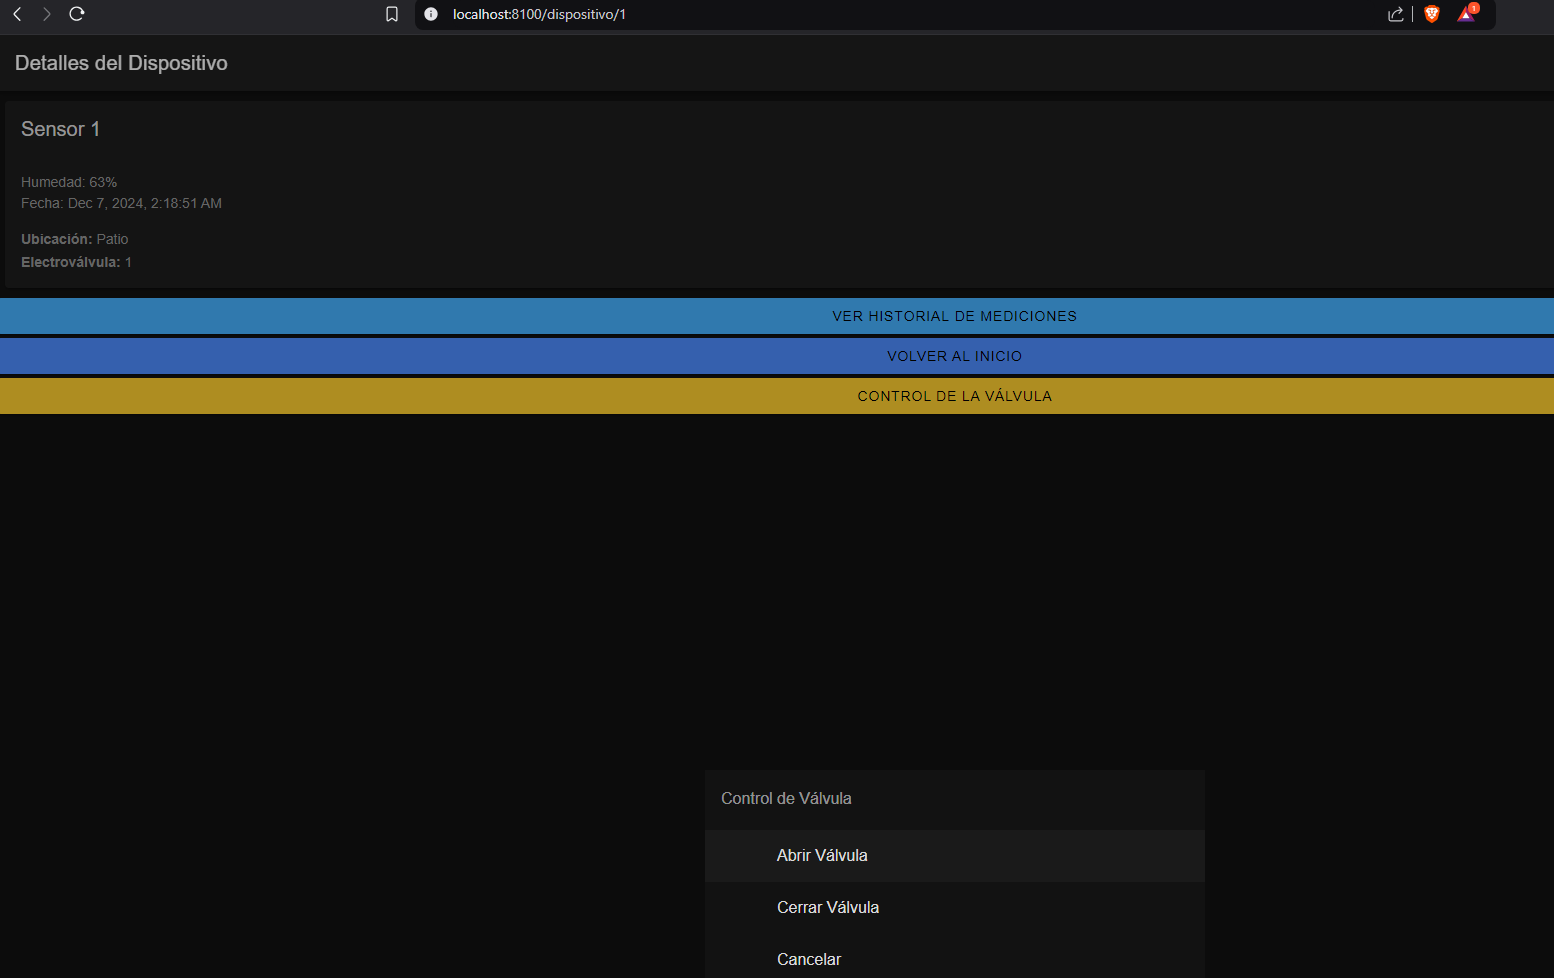 localhost:8100/dispositivo/1
1
Detalles del Dispositivo
Sensor 1
Humedad: 63%
Fecha: Dec 7, 2024, 2:18:51 AM
Ubicación: Patio
Electroválvula: 1
VER HISTORIAL DE MEDICIONES
VOLVER AL INICIO
CONTROL DE LA VÁLVULA
Control de Válvula
Abrir Válvula
Cerrar Válvula
Cancelar